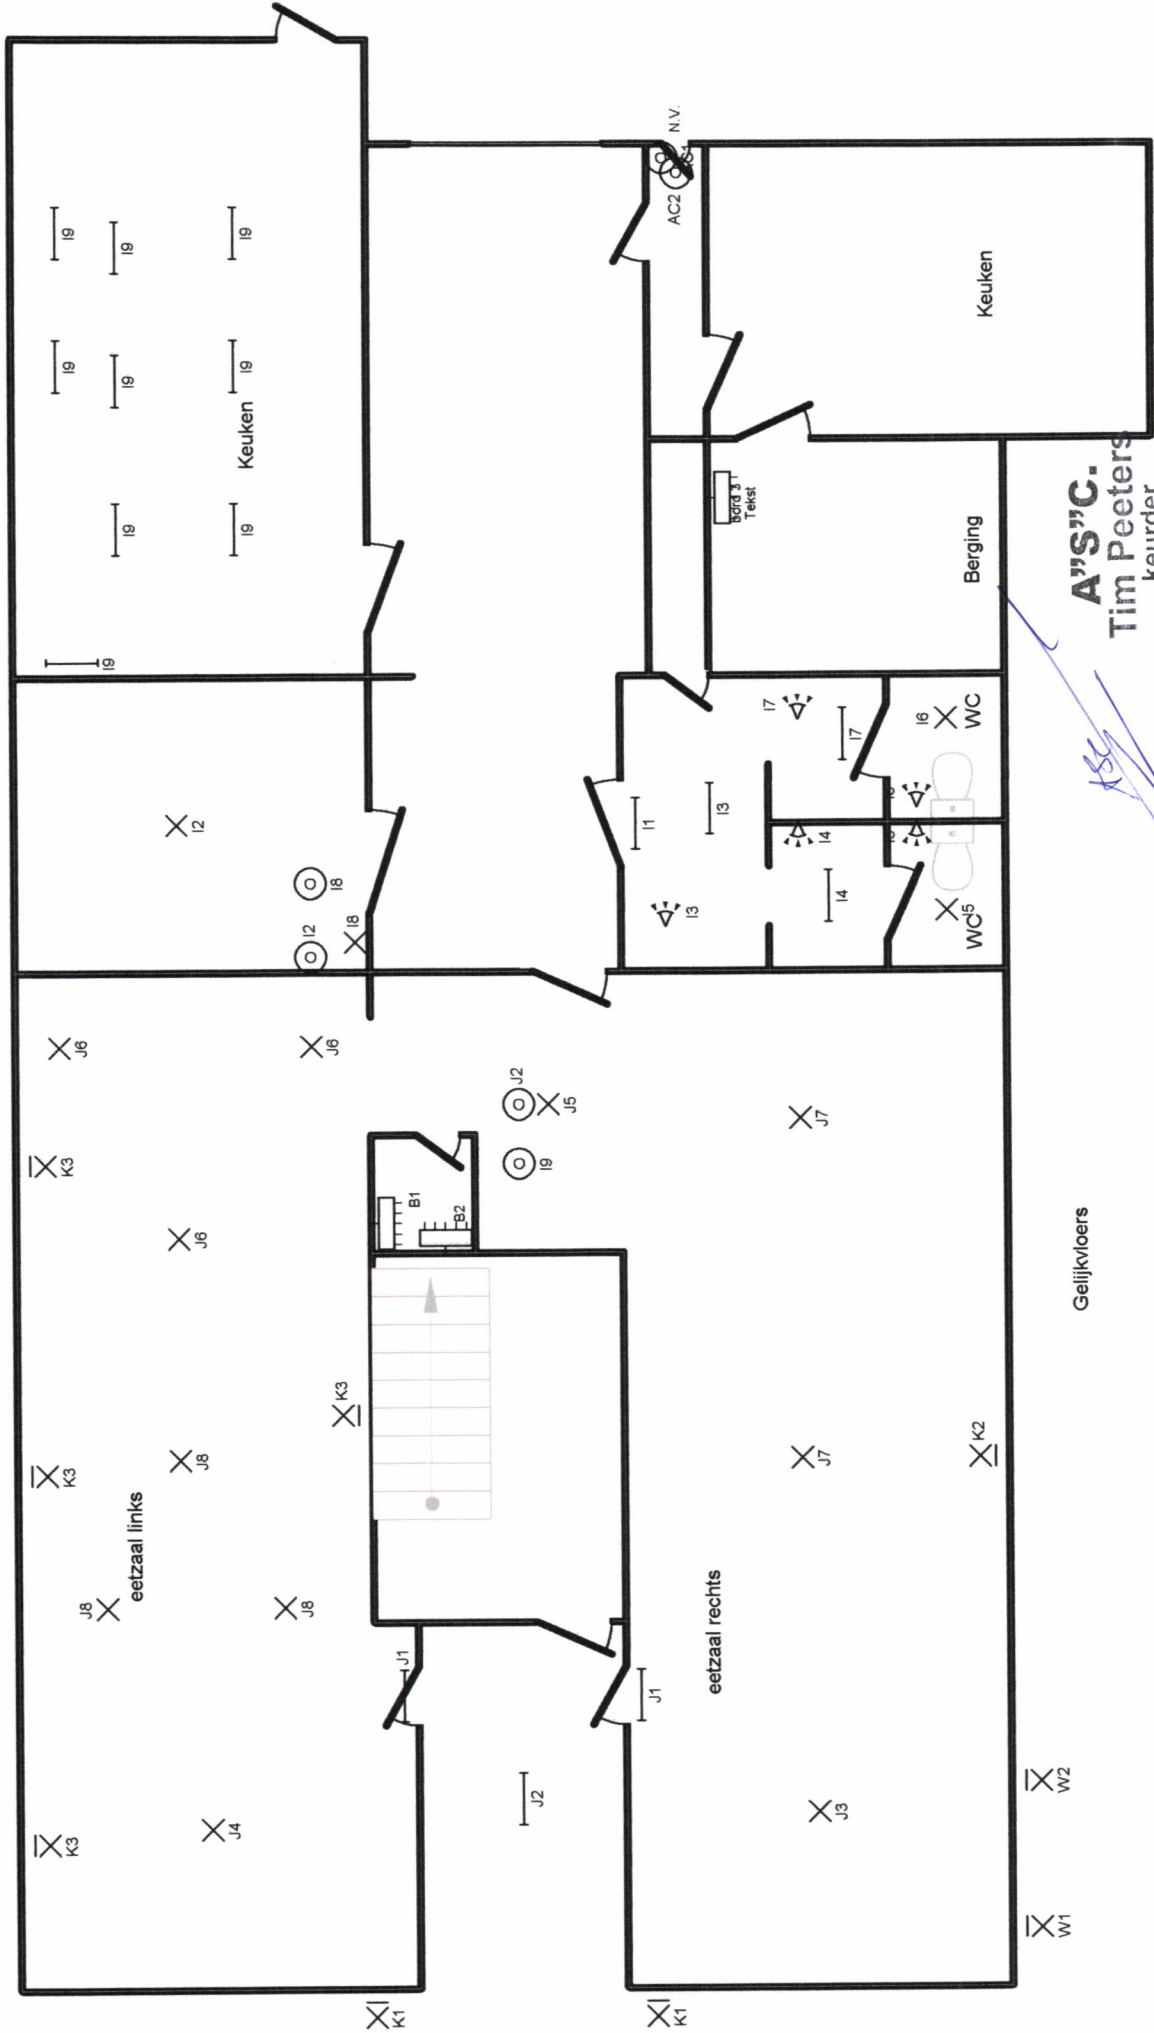 I9
I9
I9
I9
I9
I9
I9
I9
Keuken
I9
N.V.
AC2
Keuken
Bord 3
Tekst
Berging
I2
I8
I2
I8
I7
I7
I6
WC
I1
I3
I3
I4
I4
I5
WC
J6
J6
K3
J6
J2
J5
I9
J7
B1
B2
K3
K3
J8
eetzaal links
J8
J8
J7
K2
Gelijkvloers
J1
J1
eetzaal rechts
K3
J4
J2
J3
W2
W1
K1
K1
A"S"C.
Tim Peeters
keurder